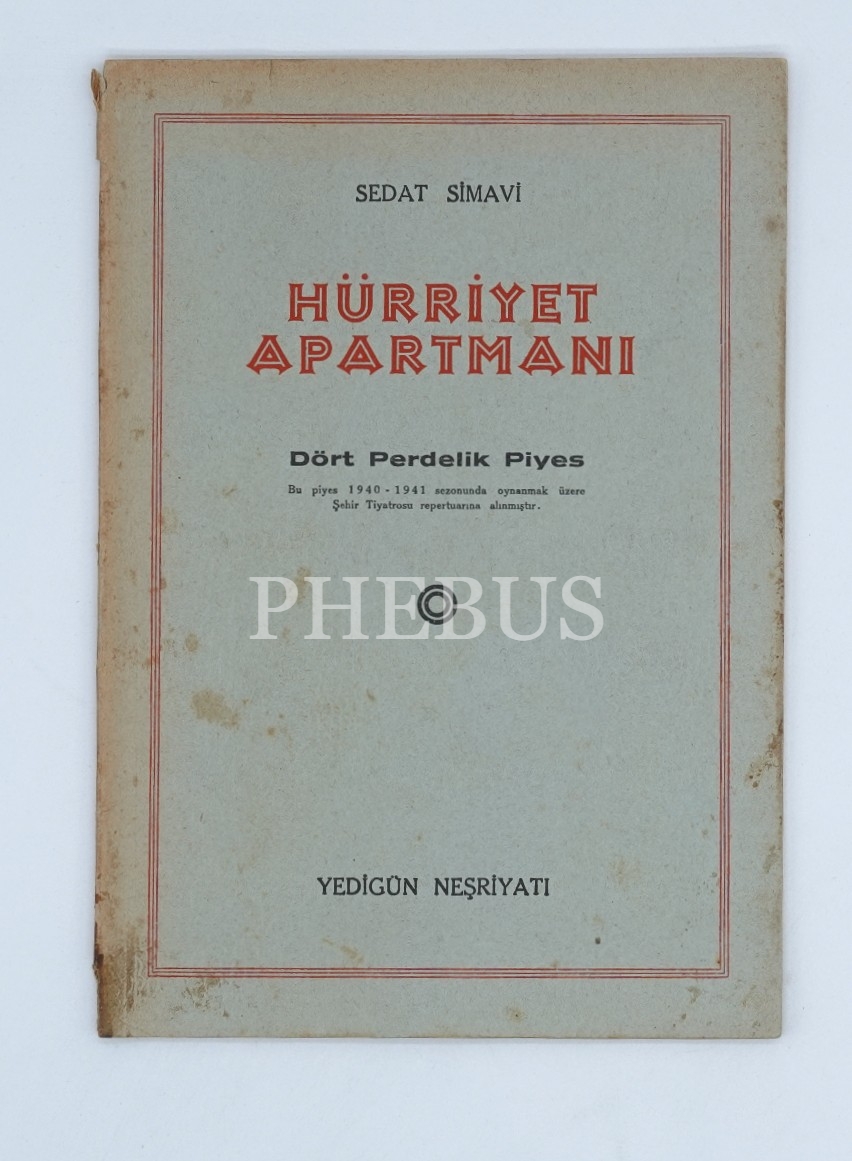 SEDAT SİMAVİ
HÜRRİYET
APARTMANI
Dört Perdelik Piyes
Bu piyes 1940 - 1941 sezonunda oynanmak üzere
Şehir Tiyatrosu repertuarına alınmıştır.
PHEBUS
YEDİGÜN NEŞRİYATI